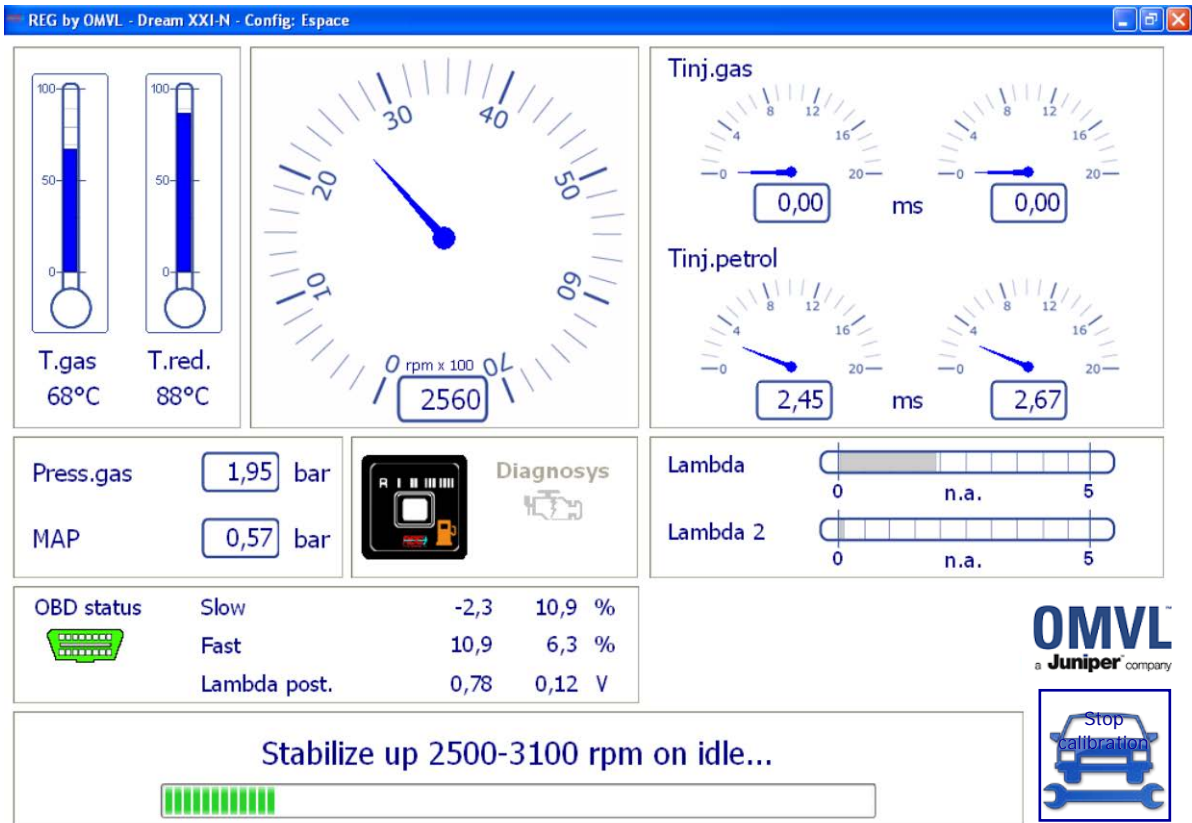 REG by OMVL - Dream XXI-N - Config: Espace
100
50
0
T.gas
68°C
100
50
0
T.red.
88°C
0 10 20 30 40 50 60 70
rpm x 100
2560
Tinj.gas
0 4 8 12 16 20
0,00
ms
0 4 8 12 16 20
0,00
Tinj.petrol
0 4 8 12 16 20
2,45
ms
0 4 8 12 16 20
2,67
Press.gas 1,95 bar
MAP 0,57 bar
Diagnosys
Lambda
0 n.a. 5
Lambda 2
0 n.a. 5
OBD status
Slow -2,3 10,9 %
Fast 10,9 6,3 %
Lambda post. 0,78 0,12 V
OMVL™
a Juniper company
Stabilize up 2500-3100 rpm on idle...
Stop
calibration